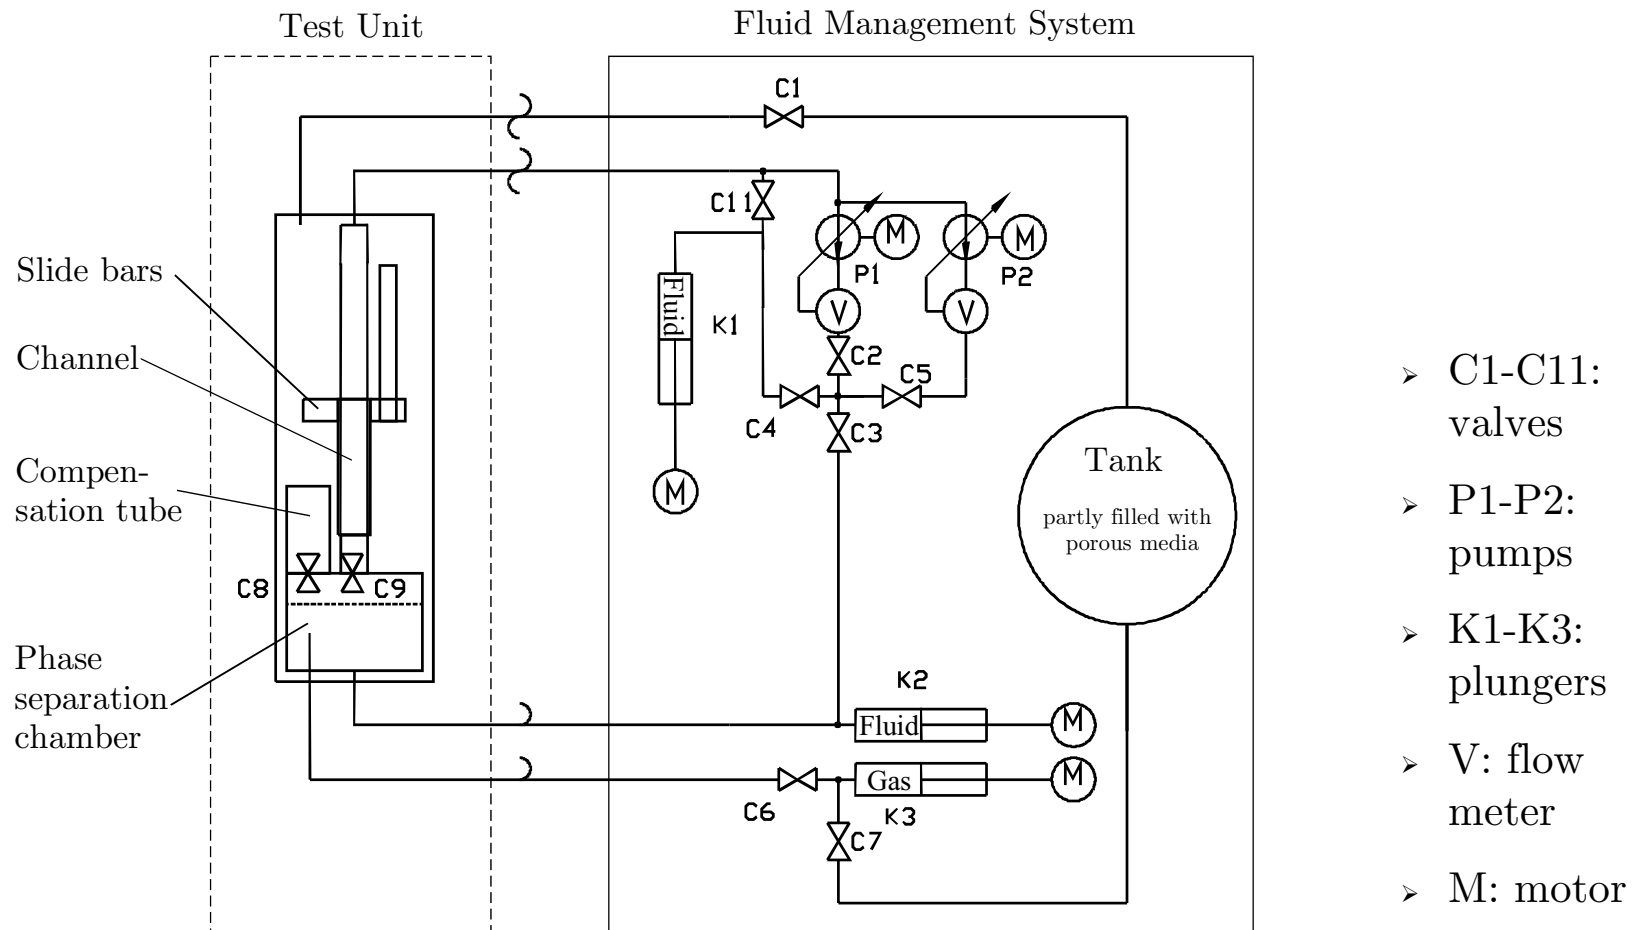 Test Unit
Fluid Management System
C1
C11
M
M
P1
P2
Slide bars
Fluid
K1
V
V
Channel
C2
C5
C4
C3
C1-C11:
valves
Compen-
sation tube
M
Tank
partly filled with
porous media
P1-P2:
pumps
C8
C9
K1-K3:
plungers
Phase
separation
chamber
K2
Fluid
M
Gas
M
C6
K3
C7
V: flow
meter
M: motor